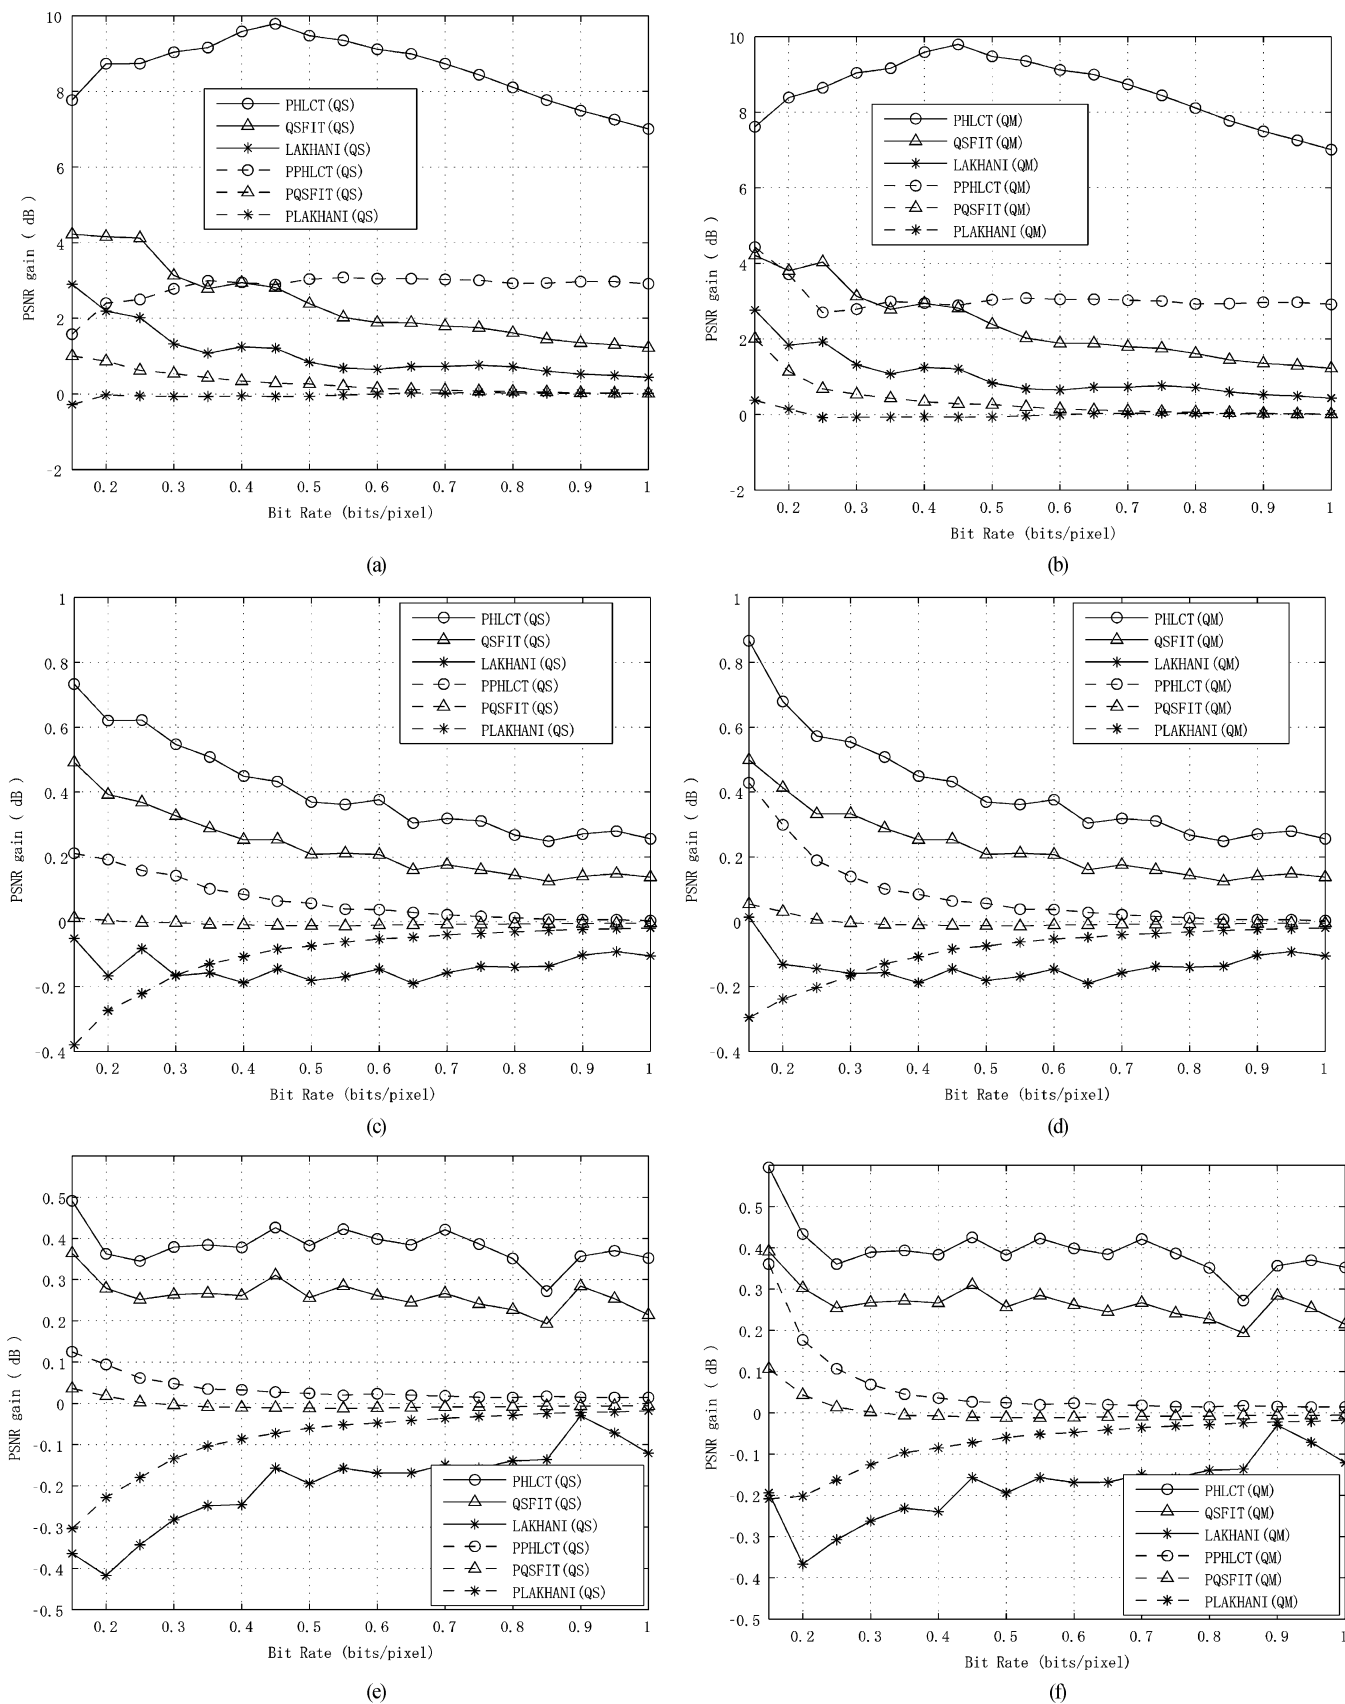 10
8
6
4
2
0
-2
PSNR gain ( dB )
PHLCT(QS)
QSFIT(QS)
LAKHANI(QS)
PPHLCT(QS)
PQSFIT(QS)
PLAKHANI(QS)
0.2 0.3 0.4 0.5 0.6 0.7 0.8 0.9 1
Bit Rate (bits/pixel)
(a)
10
8
6
4
2
0
-2
PSNR gain ( dB )
PHLCT(QM)
QSFIT(QM)
LAKHANI(QM)
PPHLCT(QM)
PQSFIT(QM)
PLAKHANI(QM)
0.2 0.3 0.4 0.5 0.6 0.7 0.8 0.9 1
Bit Rate (bits/pixel)
(b)
1
0.8
0.6
0.4
0.2
0
-0.2
-0.4
PSNR gain ( dB )
PHLCT(QS)
QSFIT(QS)
LAKHANI(QS)
PPHLCT(QS)
PQSFIT(QS)
PLAKHANI(QS)
0.2 0.3 0.4 0.5 0.6 0.7 0.8 0.9 1
Bit Rate (bits/pixel)
(c)
1
0.8
0.6
0.4
0.2
0
-0.2
-0.4
PSNR gain ( dB )
PHLCT(QM)
QSFIT(QM)
LAKHANI(QM)
PPHLCT(QM)
PQSFIT(QM)
PLAKHANI(QM)
0.2 0.3 0.4 0.5 0.6 0.7 0.8 0.9 1
Bit Rate (bits/pixel)
(d)
0.5
0.4
0.3
0.2
0.1
0
-0.1
-0.2
-0.3
-0.4
-0.5
PSNR gain ( dB )
PHLCT(QS)
QSFIT(QS)
LAKHANI(QS)
PPHLCT(QS)
PQSFIT(QS)
PLAKHANI(QS)
0.2 0.3 0.4 0.5 0.6 0.7 0.8 0.9 1
Bit Rate (bits/pixel)
(e)
0.5
0.4
0.3
0.2
0.1
0
-0.1
-0.2
-0.3
-0.4
-0.5
PSNR gain ( dB )
PHLCT(QM)
QSFIT(QM)
LAKHANI(QM)
PPHLCT(QM)
PQSFIT(QM)
PLAKHANI(QM)
0.2 0.3 0.4 0.5 0.6 0.7 0.8 0.9 1
Bit Rate (bits/pixel)
(f)